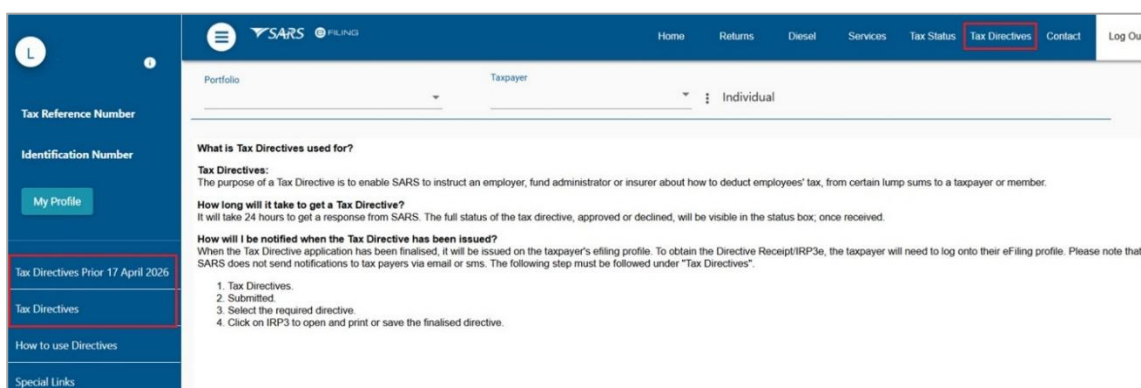 L
i
Tax Reference Number
Identification Number
My Profile
Tax Directives Prior 17 April 2026
Tax Directives
How to use Directives
Special Links
SARS e FILING
Home Returns Diesel Services Tax Status Tax Directives Contact Log Ou
Portfolio
Taxpayer
Individual
What is Tax Directives used for?
Tax Directives:
The purpose of a Tax Directive is to enable SARS to instruct an employer, fund administrator or insurer about how to deduct employees' tax, from certain lump sums to a taxpayer or member.
How long will it take to get a Tax Directive?
It will take 24 hours to get a response from SARS. The full status of the tax directive, approved or declined, will be visible in the status box; once received.
How will I be notified when the Tax Directive has been issued?
When the Tax Directive application has been finalised, it will be issued on the taxpayer's efiling profile. To obtain the Directive Receipt/IRP3e, the taxpayer will need to log onto their eFiling profile. Please note that
SARS does not send notifications to tax payers via email or sms. The following step must be followed under "Tax Directives".
1. Tax Directives.
2. Submitted.
3. Select the required directive.
4. Click on IRP3 to open and print or save the finalised directive.